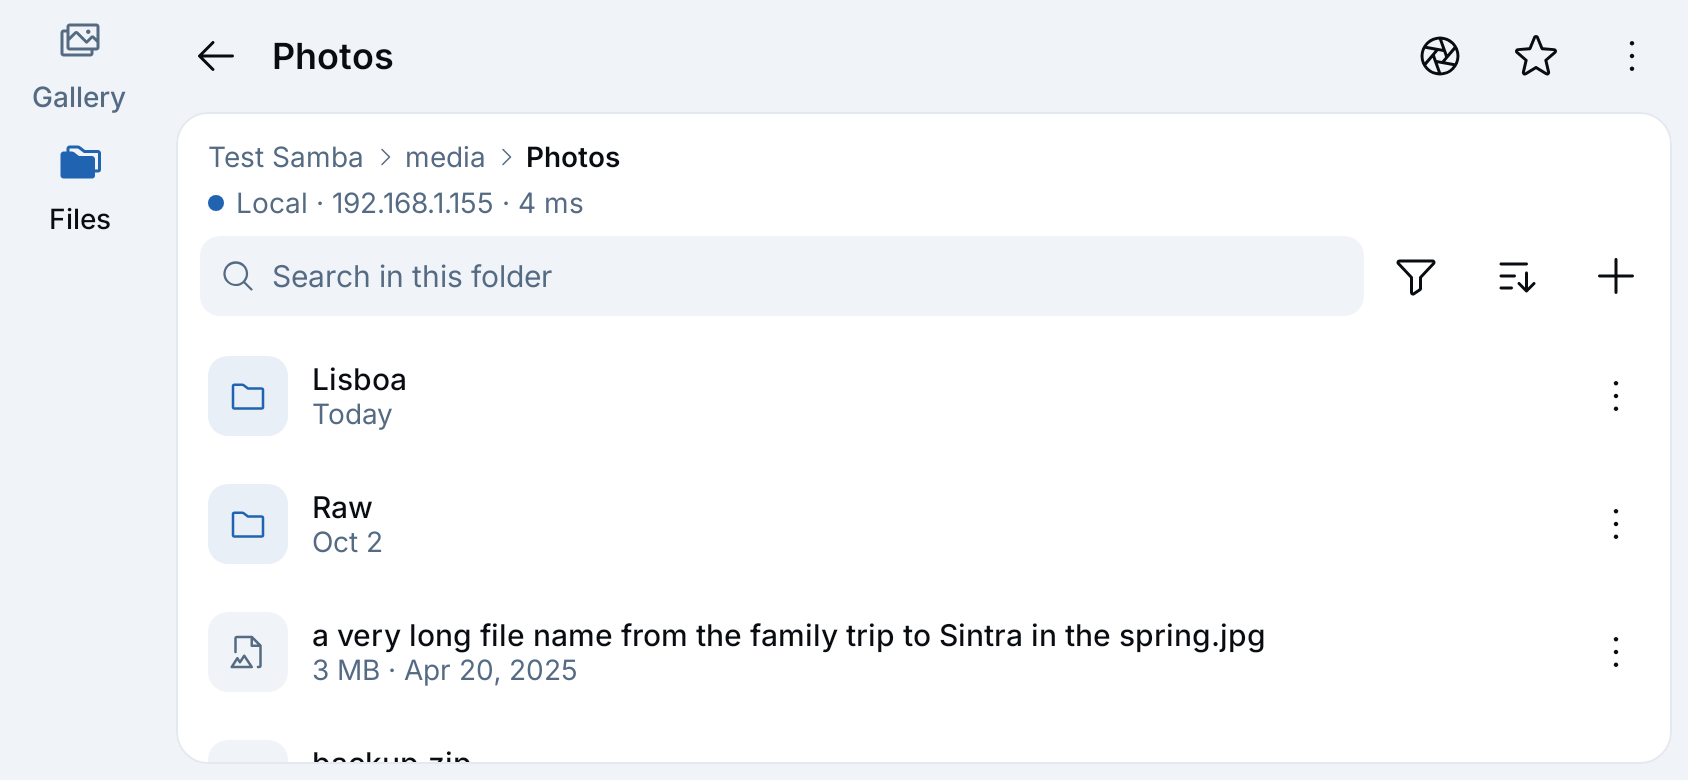 Gallery
Files
Photos
Test Samba > media > Photos
Local · 192.168.1.155 · 4 ms
Search in this folder
Lisboa
Today
Raw
Oct 2
a very long file name from the family trip to Sintra in the spring.jpg
3 MB · Apr 20, 2025
backup.zip